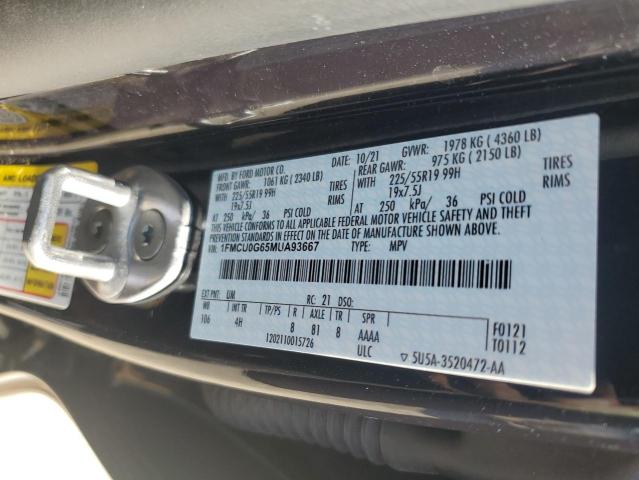 MFD. BY FORD MOTOR CO. 10/21 GVWR: 1978 KG ( 4360 LB)
FRONT GAWR: 1061 KG ( 2340 LB) REAR GAWR: 975 KG ( 2150 LB)
WITH 225/55R19 99H TIRES WITH 225/55R19 99H TIRES
19x7.5J RIMS 19x7.5J RIMS
AT 250 kPa/ 36 PSI COLD AT 250 kPa/ 36 PSI COLD
THIS VEHICLE CONFORMS TO ALL APPLICABLE FEDERAL MOTOR VEHICLE SAFETY AND THEFT
PREVENTION STANDARDS IN EFFECT ON THE DATE OF MANUFACTURE SHOWN ABOVE.
VIN: 1FMCU0G65MUA93667 TYPE: MPV
EXT PNT: UM RC: 21 DSO:
WB INT TR TP/PS R AXLE TR SPR
106 4H 8 81 8 AAAA
ULC
1202110015726
F0121
T0112
5U5A-3520472-AA
AND LOAD